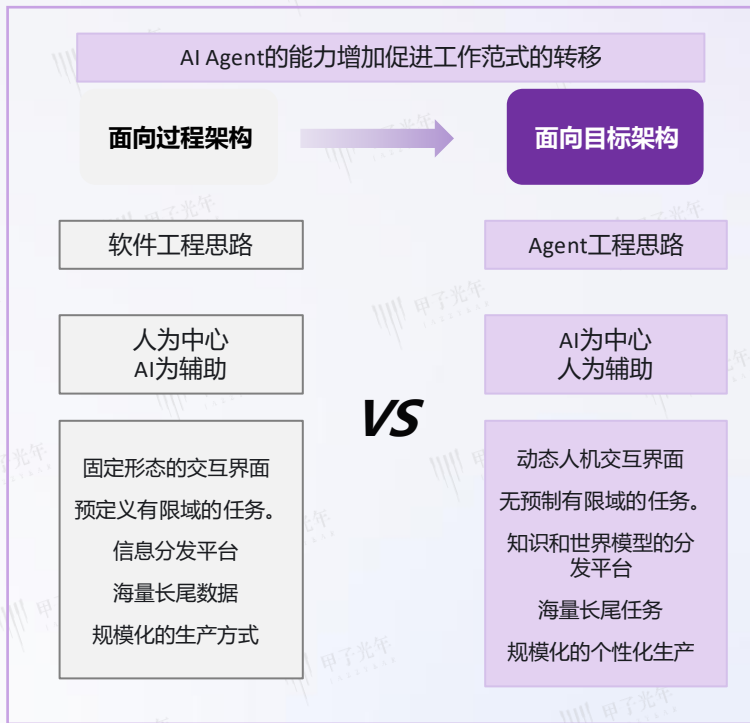 AI Agent的能力增加促进工作范式的转移
面向过程架构
面向目标架构
软件工程思路
Agent工程思路
人为中心
AI为辅助
AI为中心
人为辅助
VS
固定形态的交互界面
预定义有限域的任务。
信息分发平台
海量长尾数据
规模化的生产方式
动态人机交互界面
无预制有限域的任务。
知识和世界模型的分
发平台
海量长尾任务
规模化的个性化生产
甲子光年